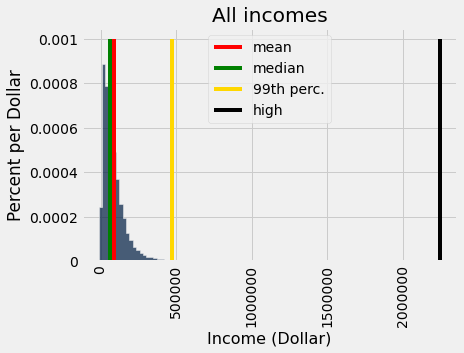 All incomes
mean
median
99th perc.
high
Percent per Dollar
0.001
0.0008
0.0006
0.0004
0.0002
0
0
500000
1000000
1500000
2000000
Income (Dollar)